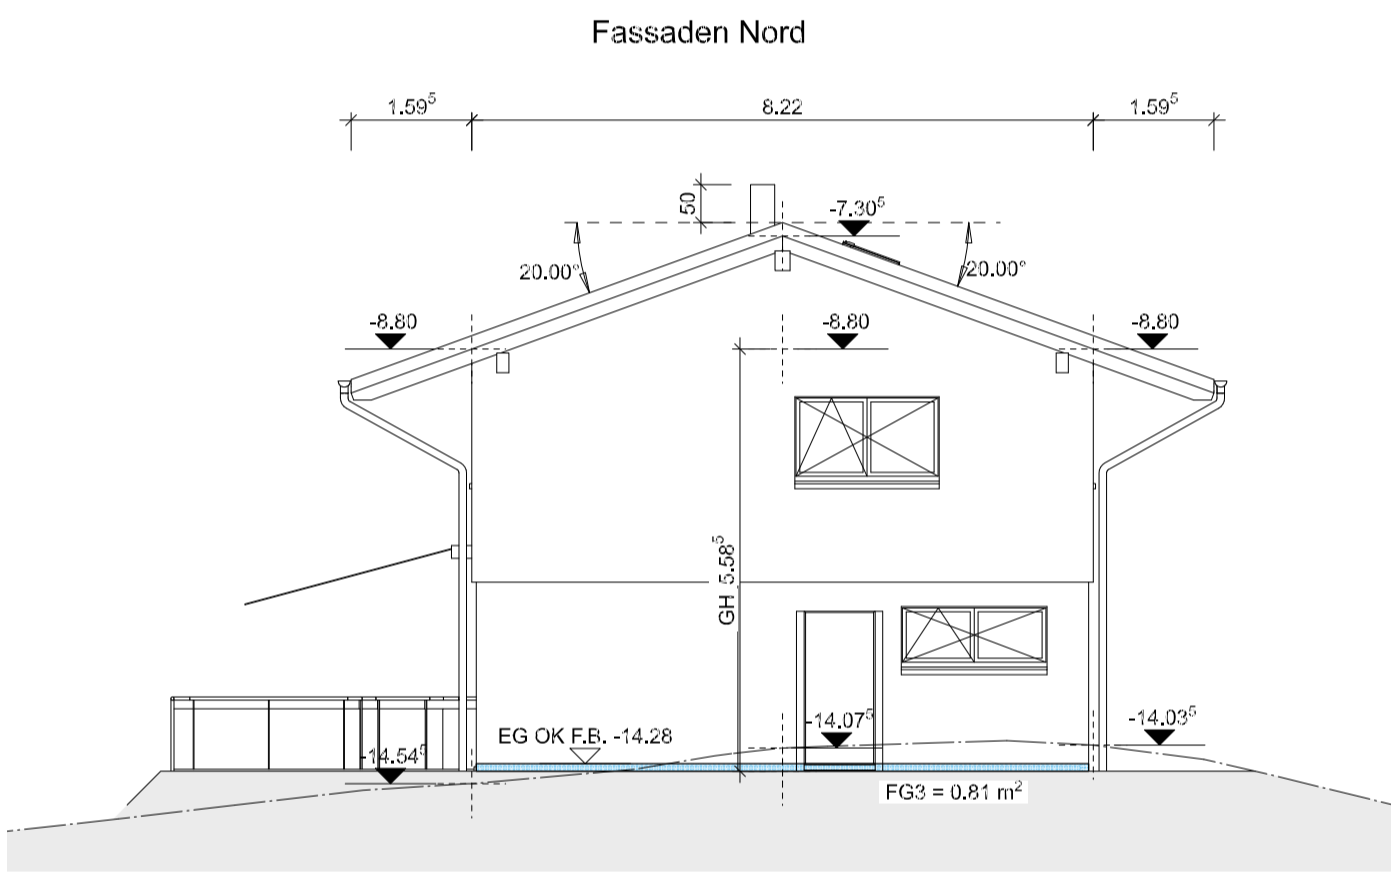 Fassaden Nord
1.59⁵ 8.22 1.59⁵
50
-7.30⁵
20.00° 20.00°
-8.80 -8.80 -8.80
GH 5.58⁵
-14.07⁵ -14.03⁵
EG OK F.B. -14.28
-14.54⁵
FG3 = 0.81 m²